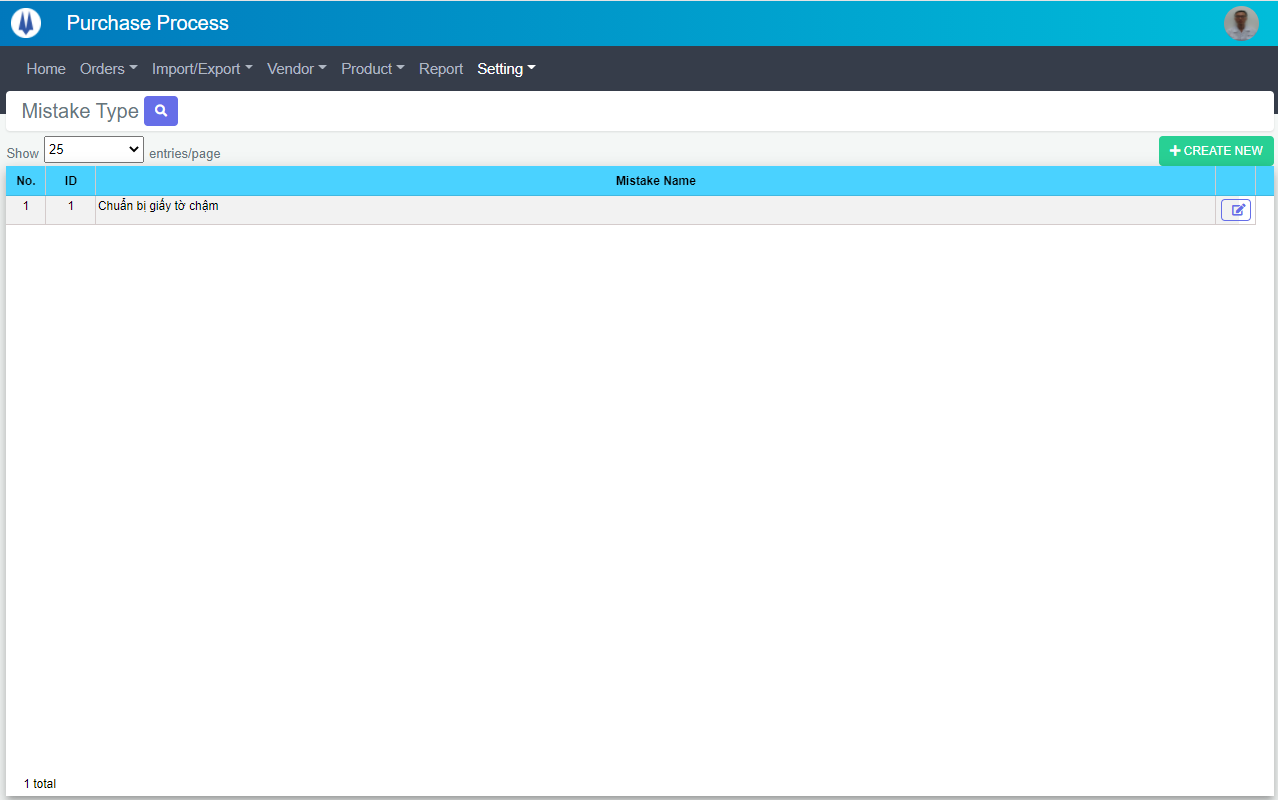 Purchase Process
Home Orders Import/Export Vendor Product Report Setting
Mistake Type
Show 25 entries/page
CREATE NEW
No. ID Mistake Name
1 1 Chuẩn bị giấy tờ chậm
1 total